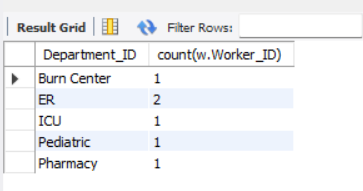 Result Grid Filter Rows:
Department_ID count(w.Worker_ID)
Burn Center 1
ER 2
ICU 1
Pediatric 1
Pharmacy 1